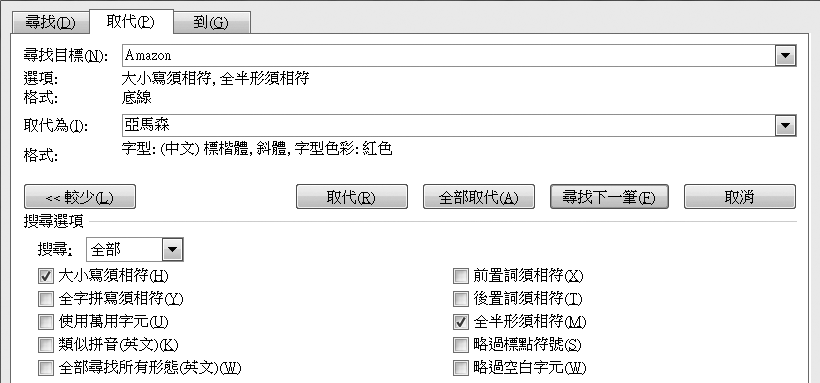 尋找(D) 取代(P) 到(G)
尋找目標(N): Amazon
選項: 大小寫須相符, 全半形須相符
格式: 底線
取代為(I): 亞馬森
格式: 字型: (中文) 標楷體, 斜體, 字型色彩: 紅色
<< 較少(L) 取代(R) 全部取代(A) 尋找下一筆(F) 取消
搜尋選項
搜尋: 全部
大小寫須相符(H) 前置詞須相符(X)
全字拼寫須相符(Y) 後置詞須相符(T)
使用萬用字元(U) 全半形須相符(M)
類似拼音(英文)(K) 略過標點符號(S)
全部尋找所有形態(英文)(W) 略過空白字元(W)